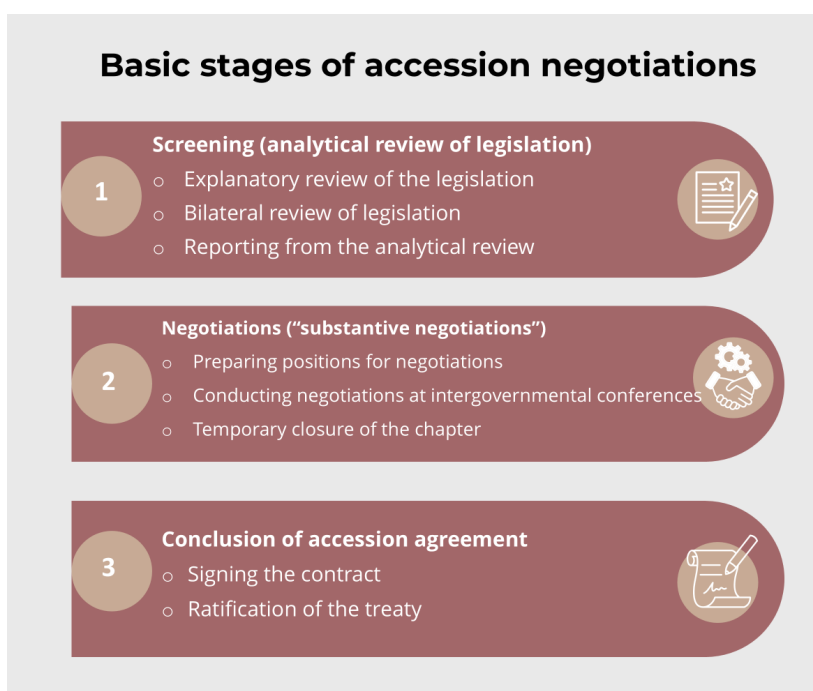 Basic stages of accession negotiations
1
Screening (analytical review of legislation)
Explanatory review of the legislation
Bilateral review of legislation
Reporting from the analytical review
2
Negotiations (“substantive negotiations”)
Preparing positions for negotiations
Conducting negotiations at intergovernmental conferences
Temporary closure of the chapter
3
Conclusion of accession agreement
Signing the contract
Ratification of the treaty